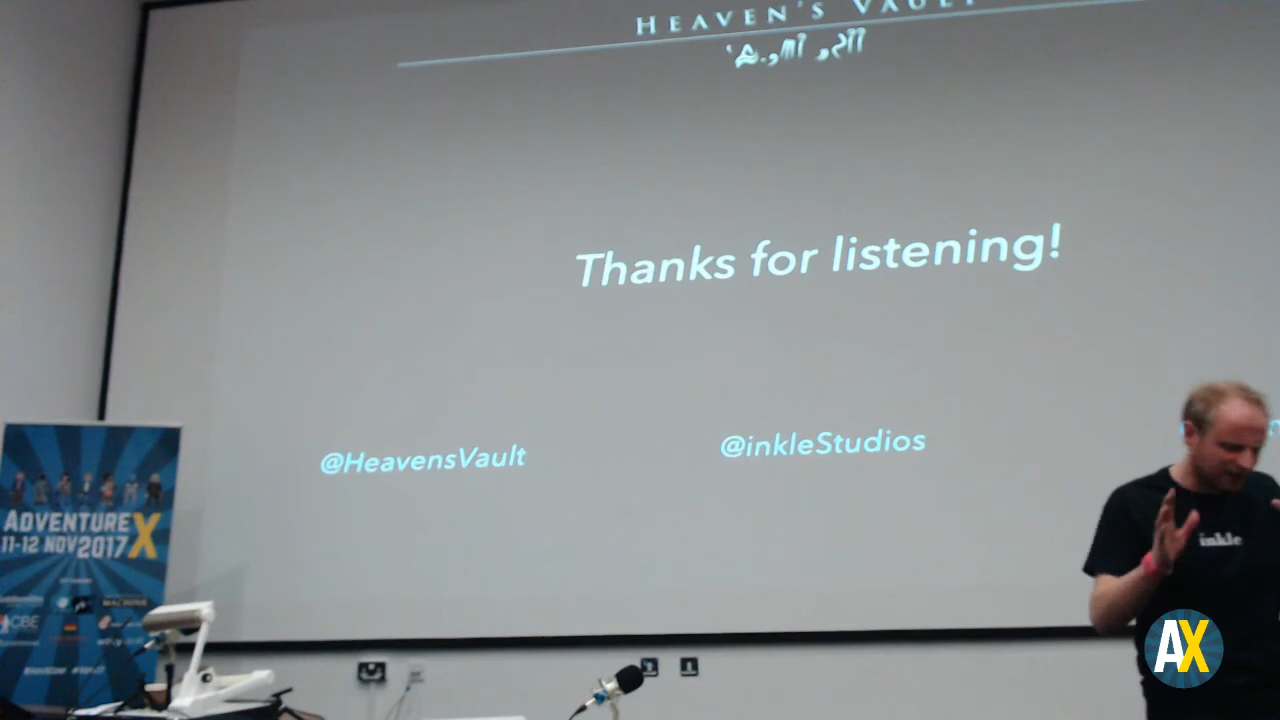 HEAVEN'S VAULT
Thanks for listening!
@HeavensVault
@inkleStudios
ADVENTURE X
11-12 NOV 2017
inkle
AX